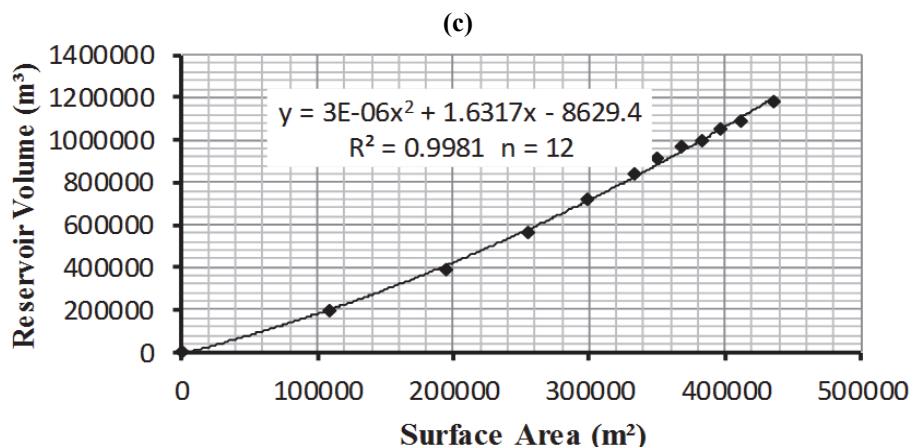 (c)
Reservoir Volume (m³)
1400000
1200000
1000000
800000
600000
400000
200000
0
y = 3E-06x² + 1.6317x - 8629.4
R² = 0.9981 n = 12
0 100000 200000 300000 400000 500000
Surface Area (m²)